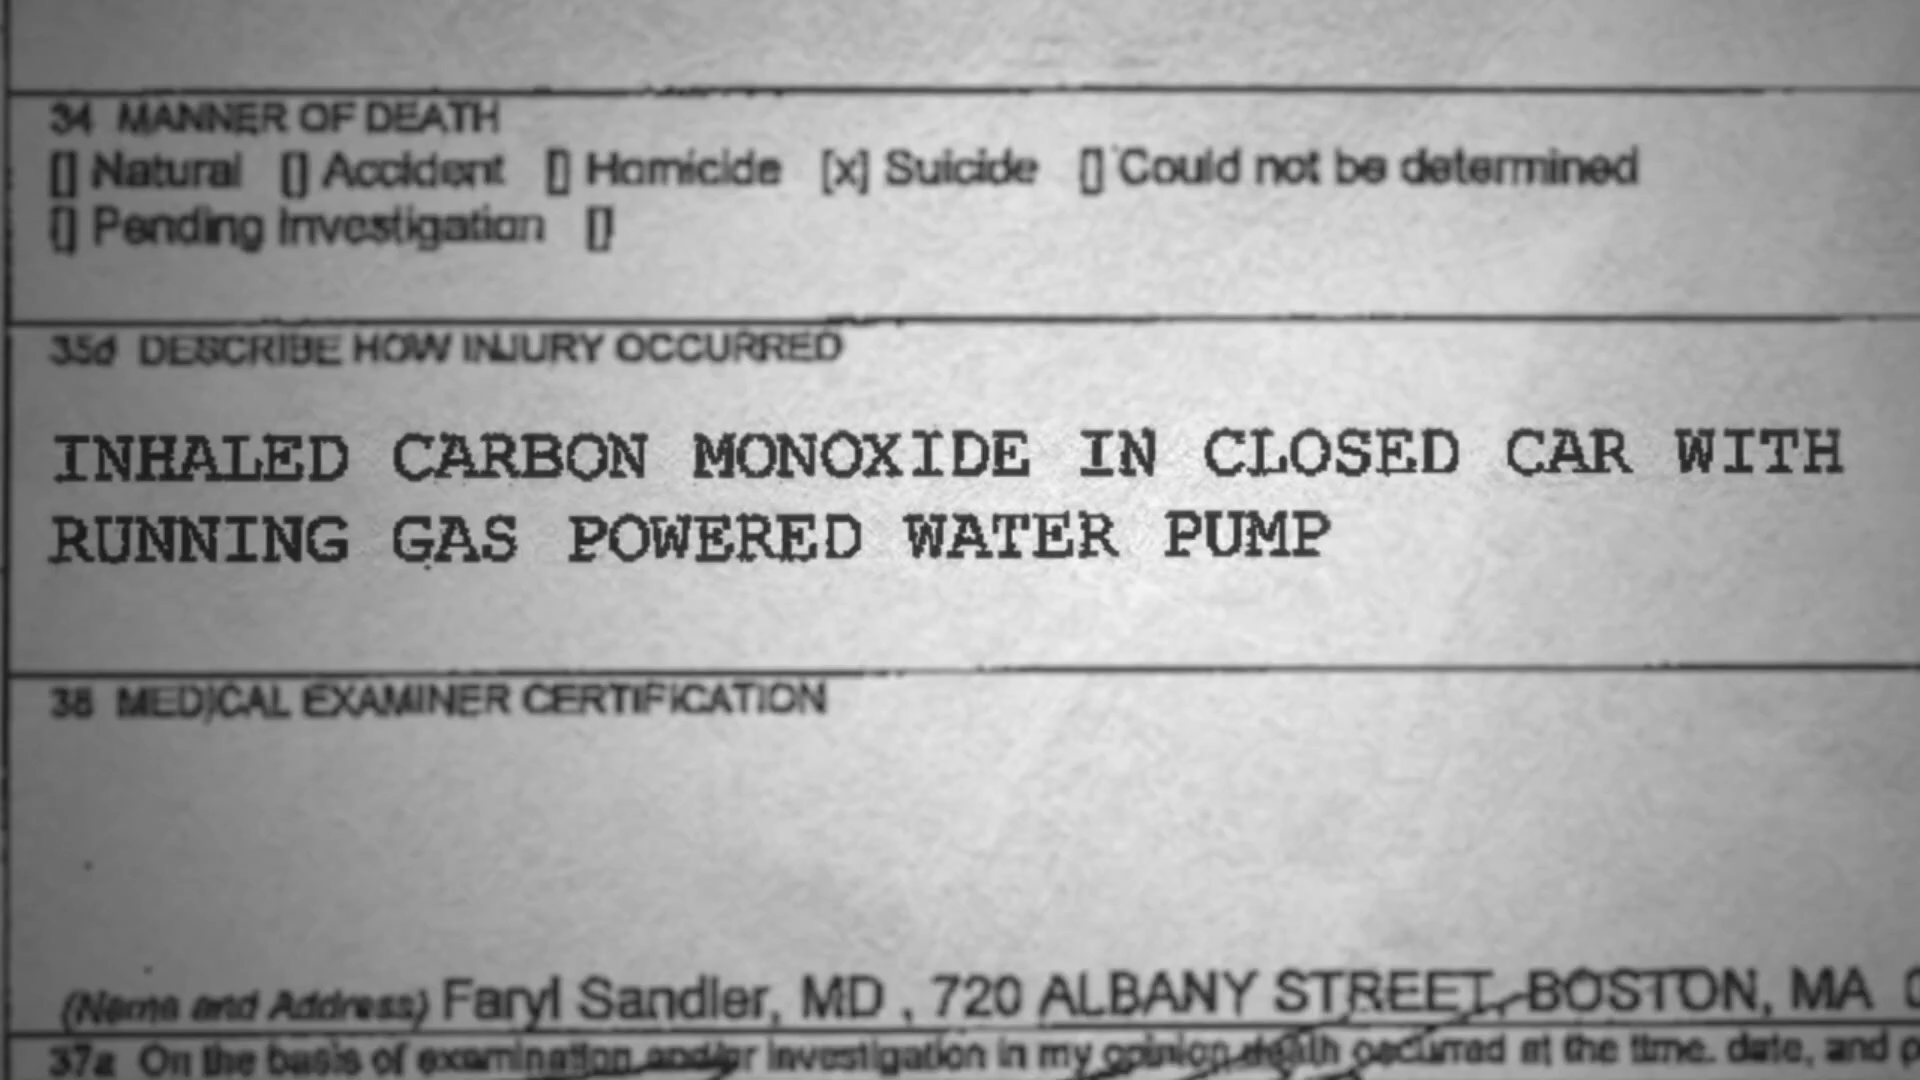 34 MANNER OF DEATH
[] Natural [] Accident [] Homicide [x] Suicide [] Could not be determined
[] Pending Investigation []
35d DESCRIBE HOW INJURY OCCURRED
INHALED CARBON MONOXIDE IN CLOSED CAR WITH
RUNNING GAS POWERED WATER PUMP
38 MEDICAL EXAMINER CERTIFICATION
(Name and Address) Faryl Sandler, MD , 720 ALBANY STREET, BOSTON, MA
37a On the basis of examination and/or investigation in my opinion death occurred at the time. date, and